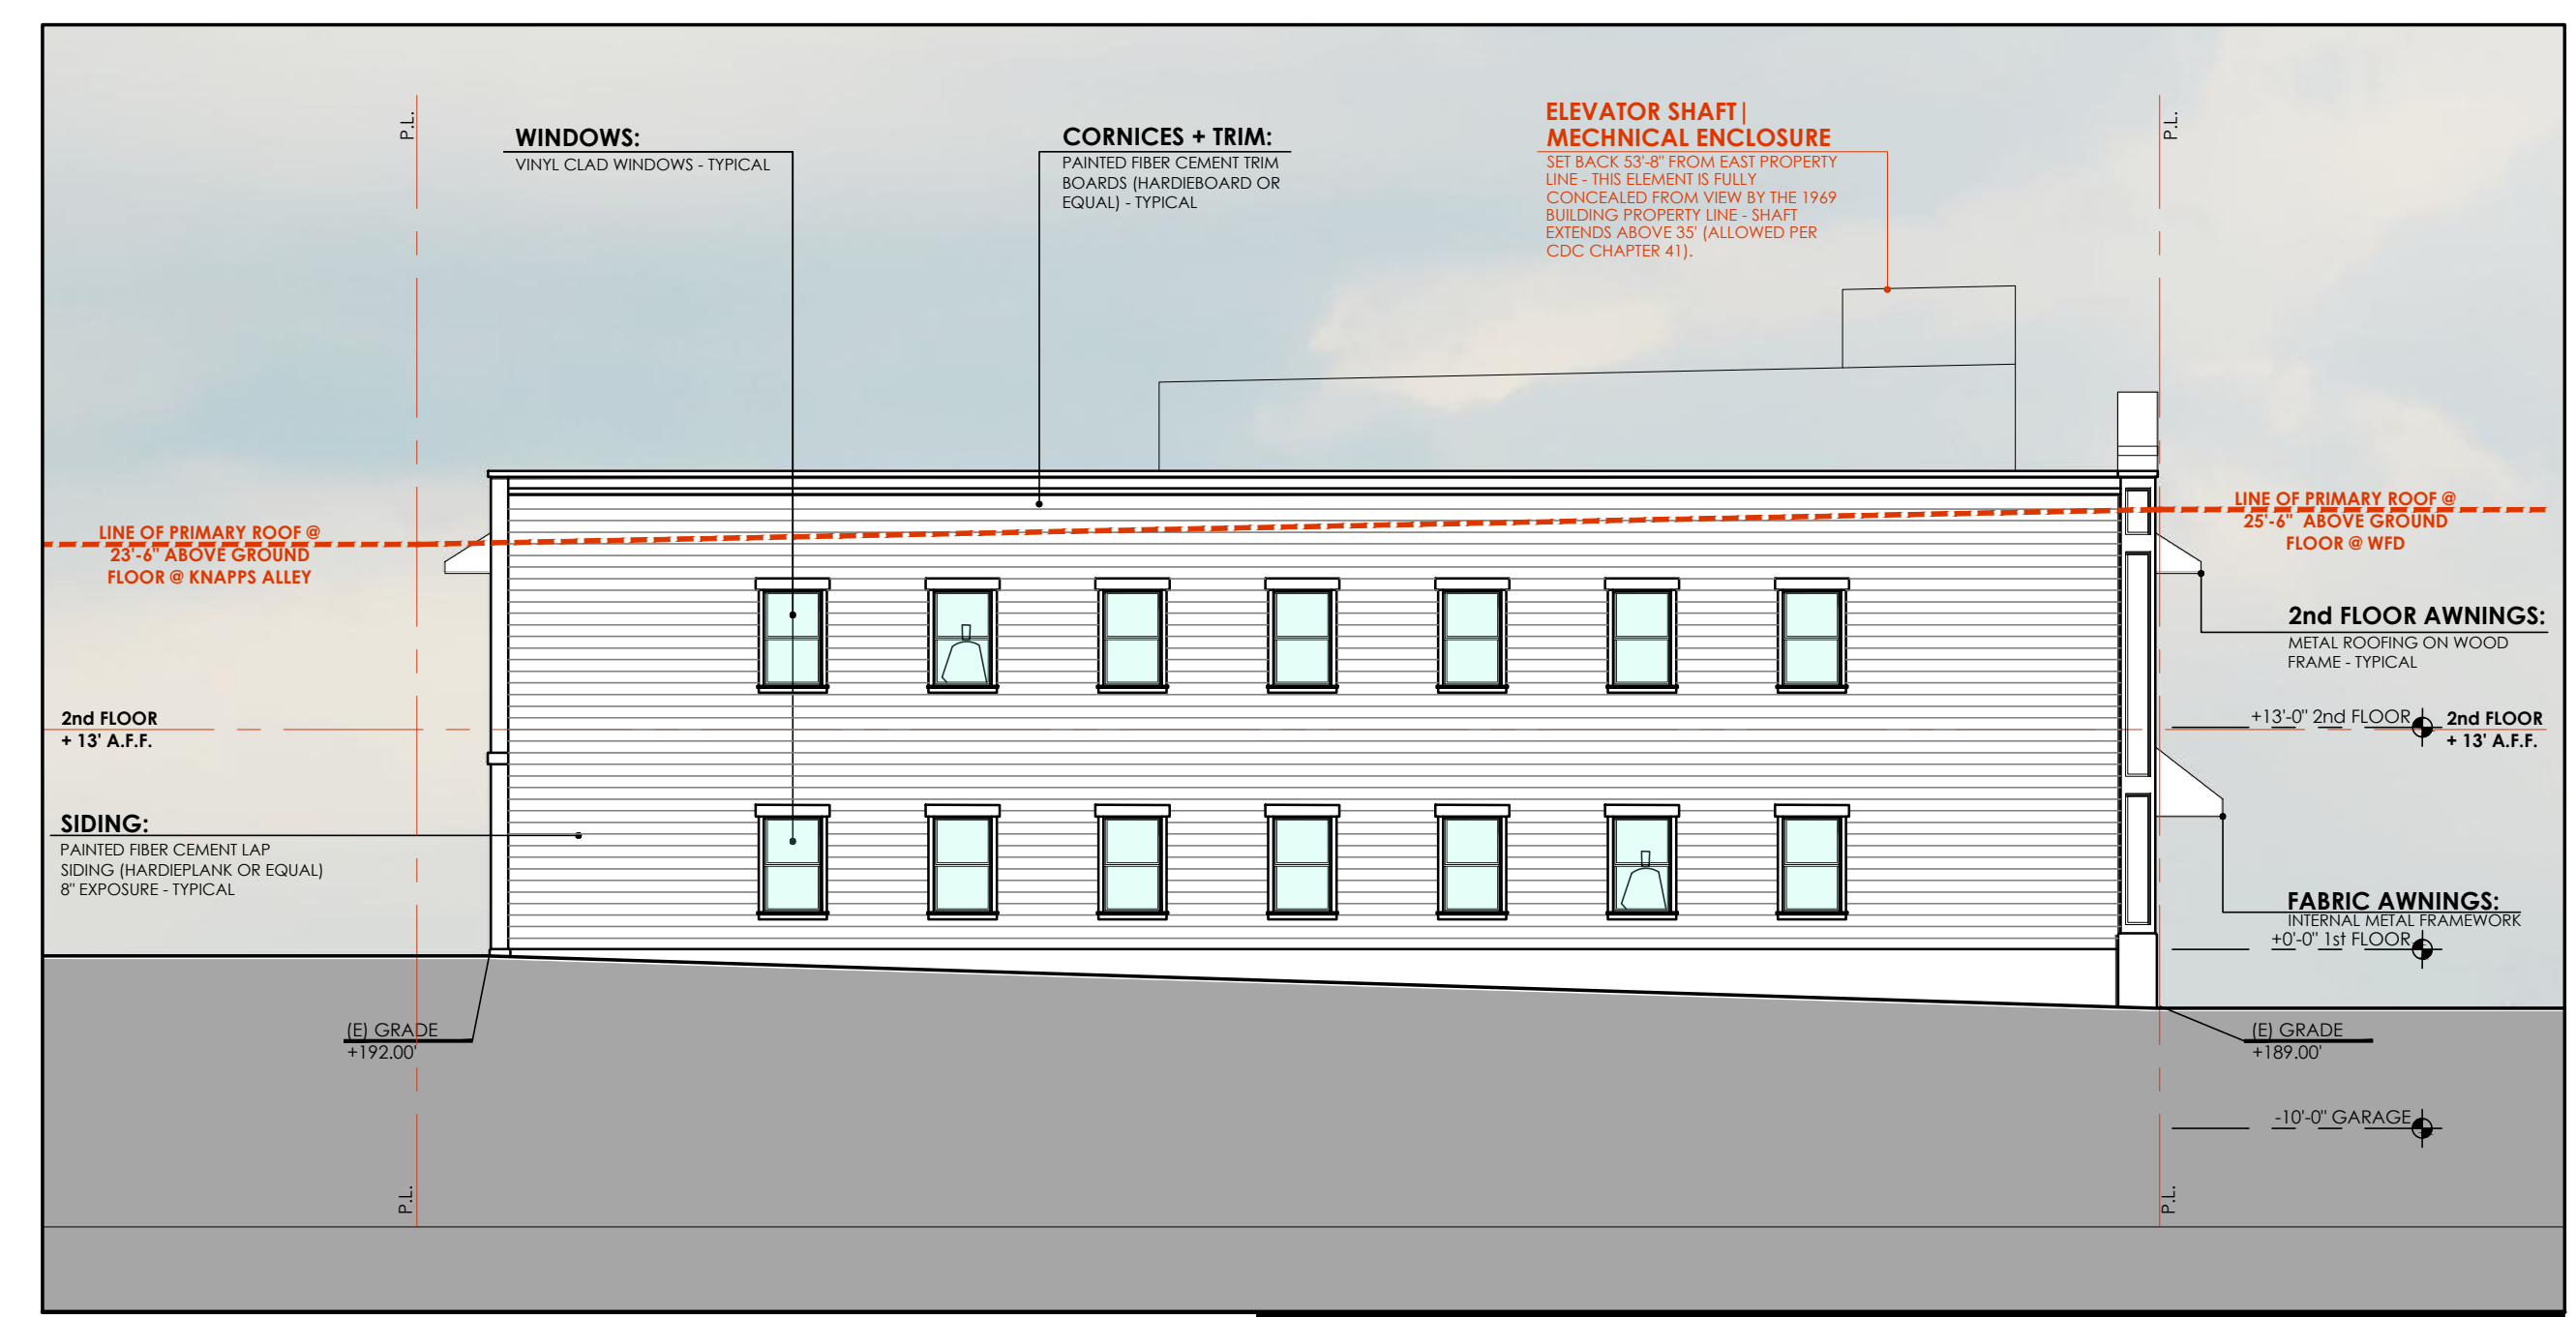 P.L.
WINDOWS:
VINYL CLAD WINDOWS - TYPICAL
CORNICES + TRIM:
PAINTED FIBER CEMENT TRIM
BOARDS (HARDIEBOARD OR
EQUAL) - TYPICAL
ELEVATOR SHAFT|
MECHNICAL ENCLOSURE
SET BACK 53'-8" FROM EAST PROPERTY
LINE - THIS ELEMENT IS FULLY
CONCEALED FROM VIEW BY THE 1969
BUILDING PROPERTY LINE - SHAFT
EXTENDS ABOVE 35' (ALLOWED PER
CDC CHAPTER 41).
P.L.
LINE OF PRIMARY ROOF @
23'-6" ABOVE GROUND
FLOOR @ KNAPPS ALLEY
LINE OF PRIMARY ROOF @
25'-6" ABOVE GROUND
FLOOR @ WFD
2nd FLOOR AWNINGS:
METAL ROOFING ON WOOD
FRAME - TYPICAL
2nd FLOOR
+ 13' A.F.F.
+13'-0" 2nd FLOOR
2nd FLOOR
+ 13' A.F.F.
SIDING:
PAINTED FIBER CEMENT LAP
SIDING (HARDIEPLANK OR EQUAL)
8" EXPOSURE - TYPICAL
FABRIC AWNINGS:
INTERNAL METAL FRAMEWORK
+0'-0" 1st FLOOR
(E) GRADE
+192.00'
(E) GRADE
+189.00'
-10'-0" GARAGE
P.L.
P.L.